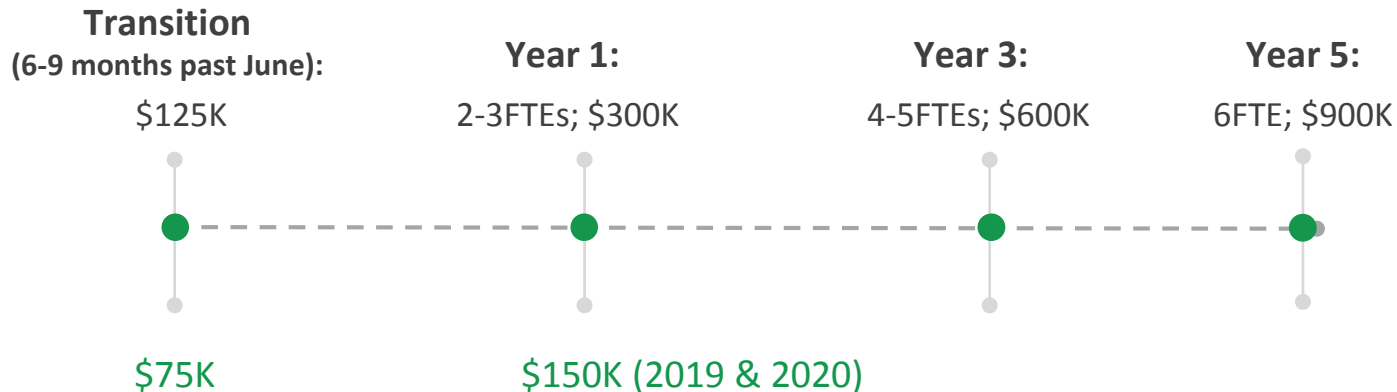 Transition
(6-9 months past June):
$125K
Year 1:
2-3FTEs; $300K
Year 3:
4-5FTEs; $600K
Year 5:
6FTE; $900K
$75K
$150K (2019 & 2020)